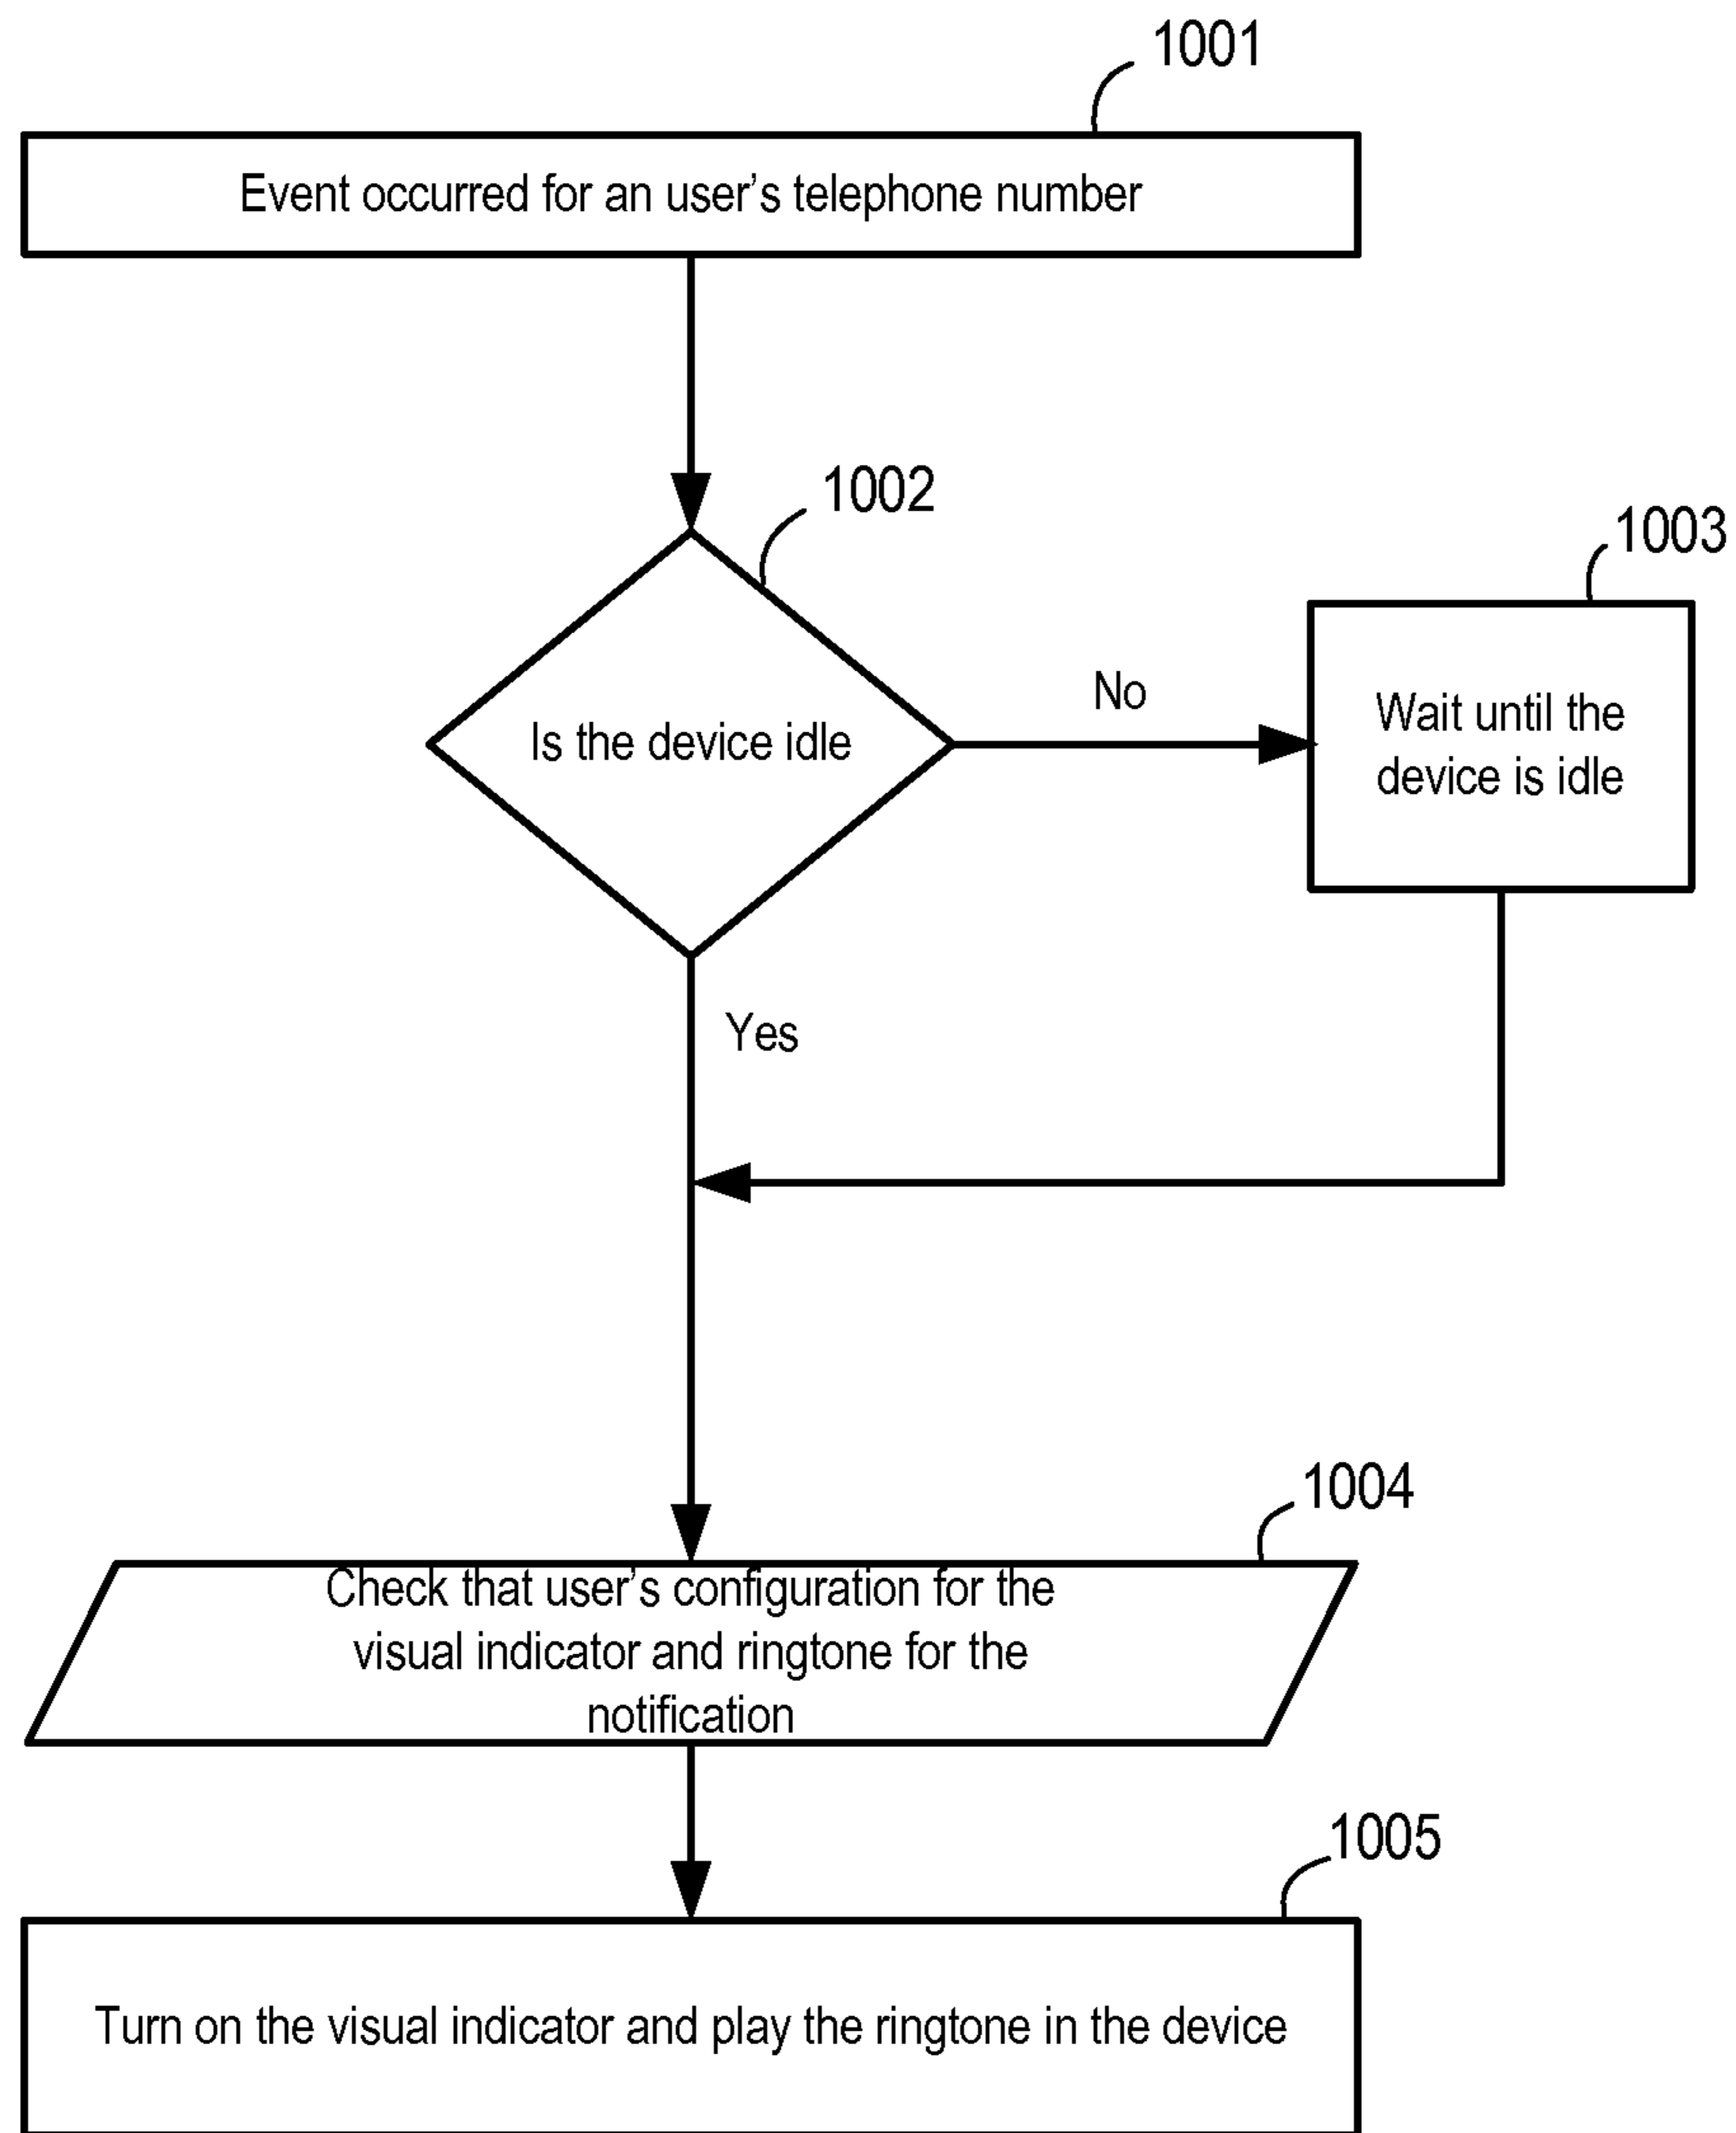 1001
Event occurred for an user's telephone number
1002
1003
Is the device idle
No
Wait until the
device is idle
Yes
1004
Check that user's configuration for the
visual indicator and ringtone for the
notification
1005
Turn on the visual indicator and play the ringtone in the device